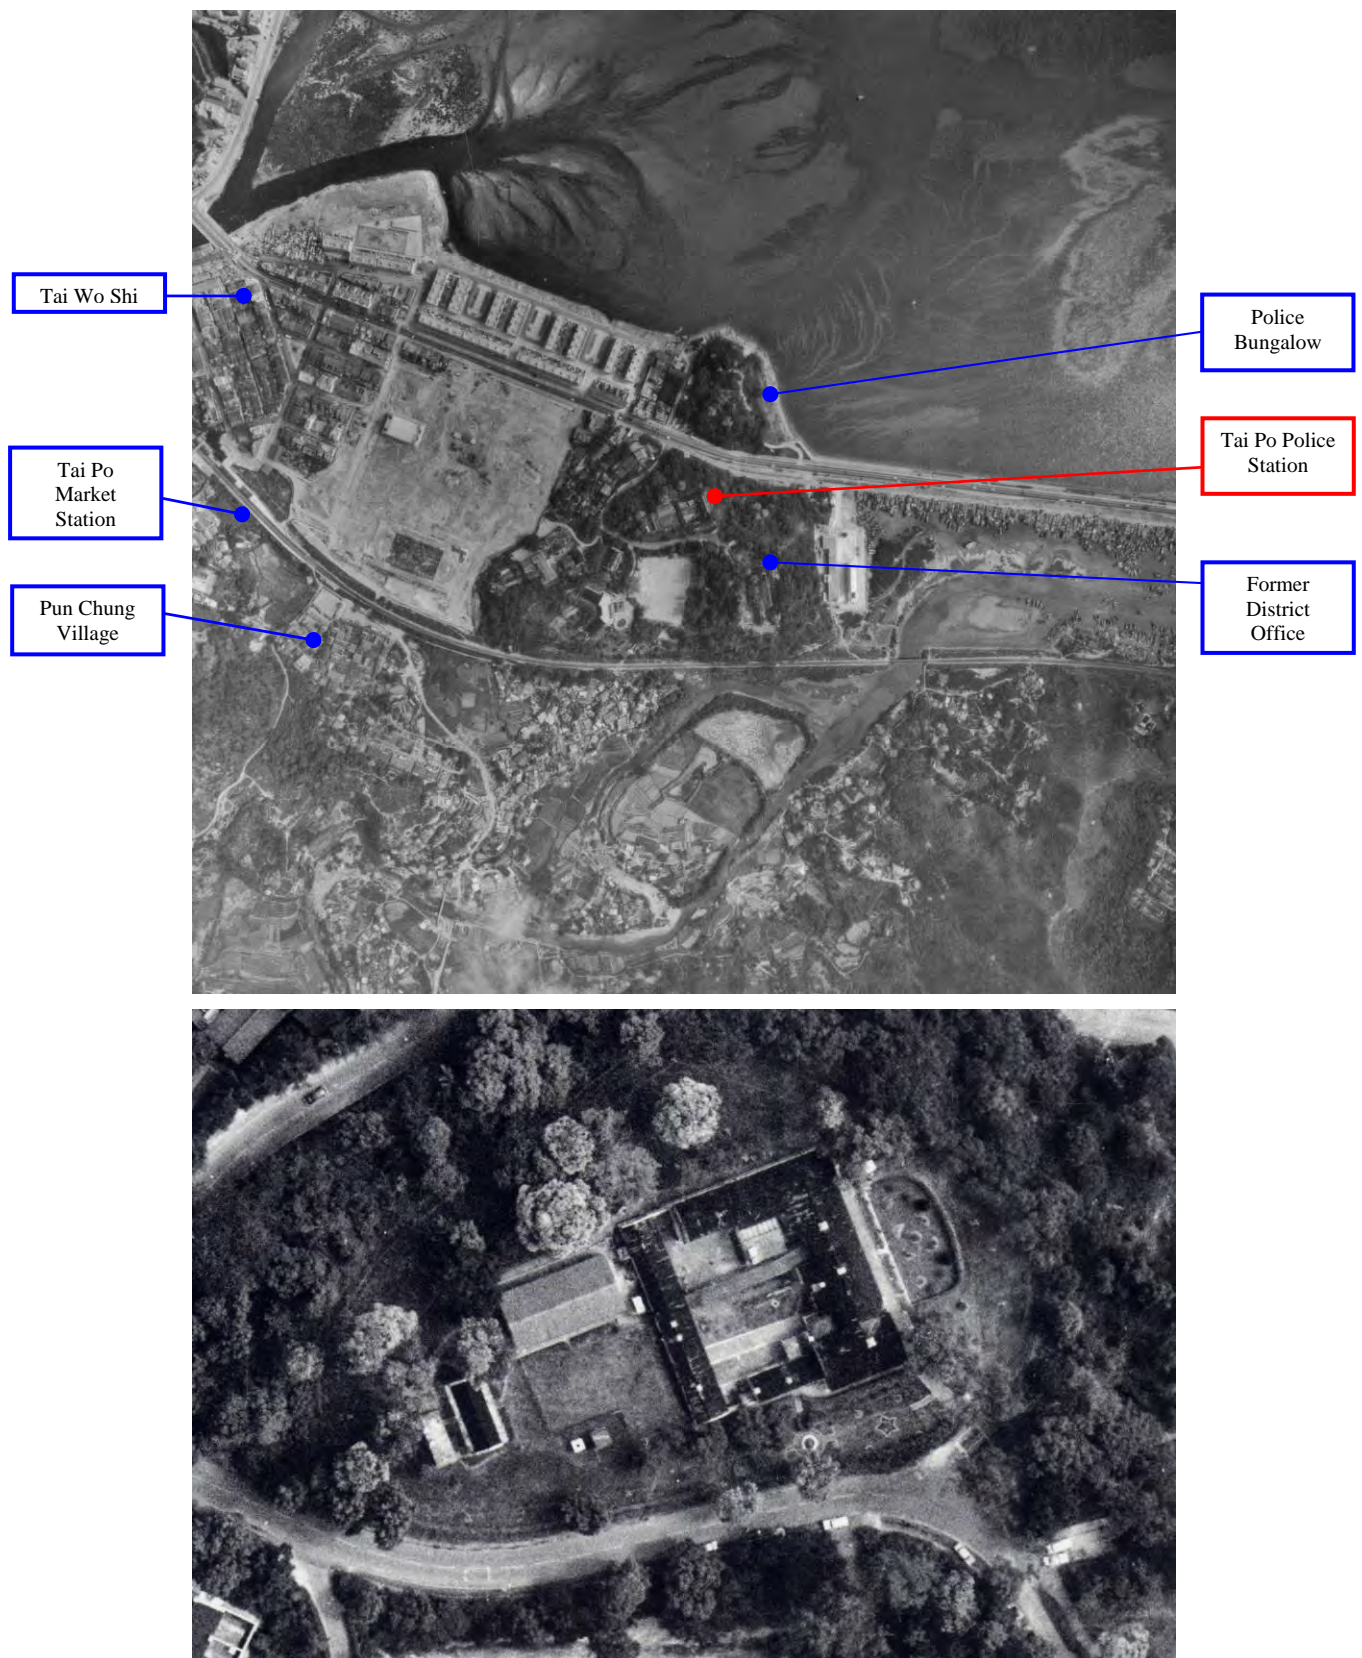 Tai Wo Shi
Tai Po
Market
Station
Pun Chung
Village
Police
Bungalow
Tai Po Police
Station
Former
District
Office